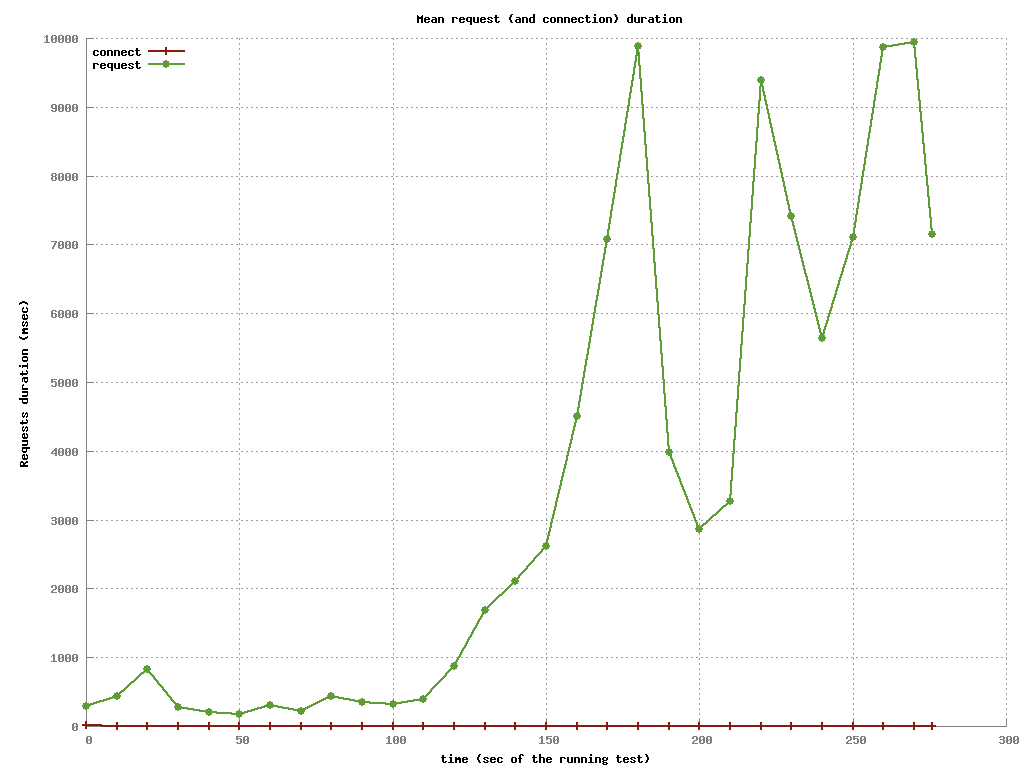 Mean request (and connection) duration
connect
request
10000
9000
8000
7000
6000
5000
4000
3000
2000
1000
0
Requests duration (msec)
0 50 100 150 200 250 300
time (sec of the running test)